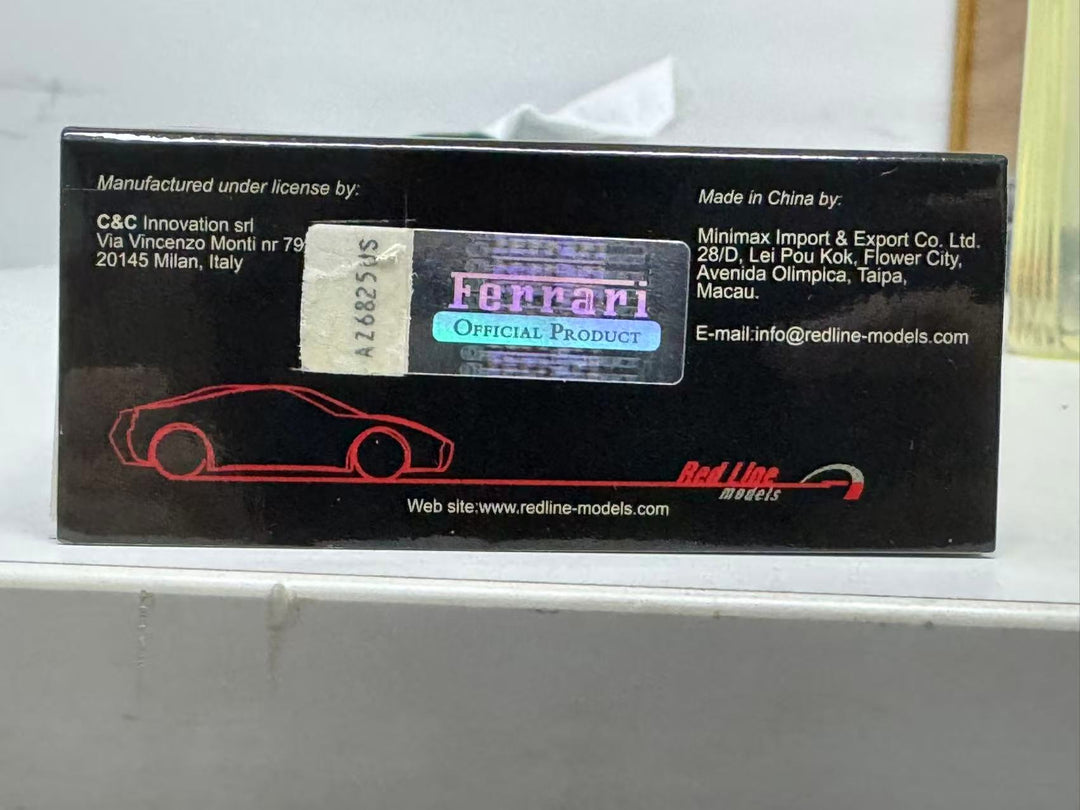 Manufactured under license by:
C&C Innovation srl
Via Vincenzo Monti nr 79
20145 Milan, Italy
AZ6825US
Ferrari
OFFICIAL PRODUCT
Made in China by:
Minimax Import & Export Co. Ltd.
28/D, Lei Pou Kok, Flower City,
Avenida Olimpica, Taipa,
Macau.
E-mail:info@redline-models.com
Red Line
models
Web site:www.redline-models.com